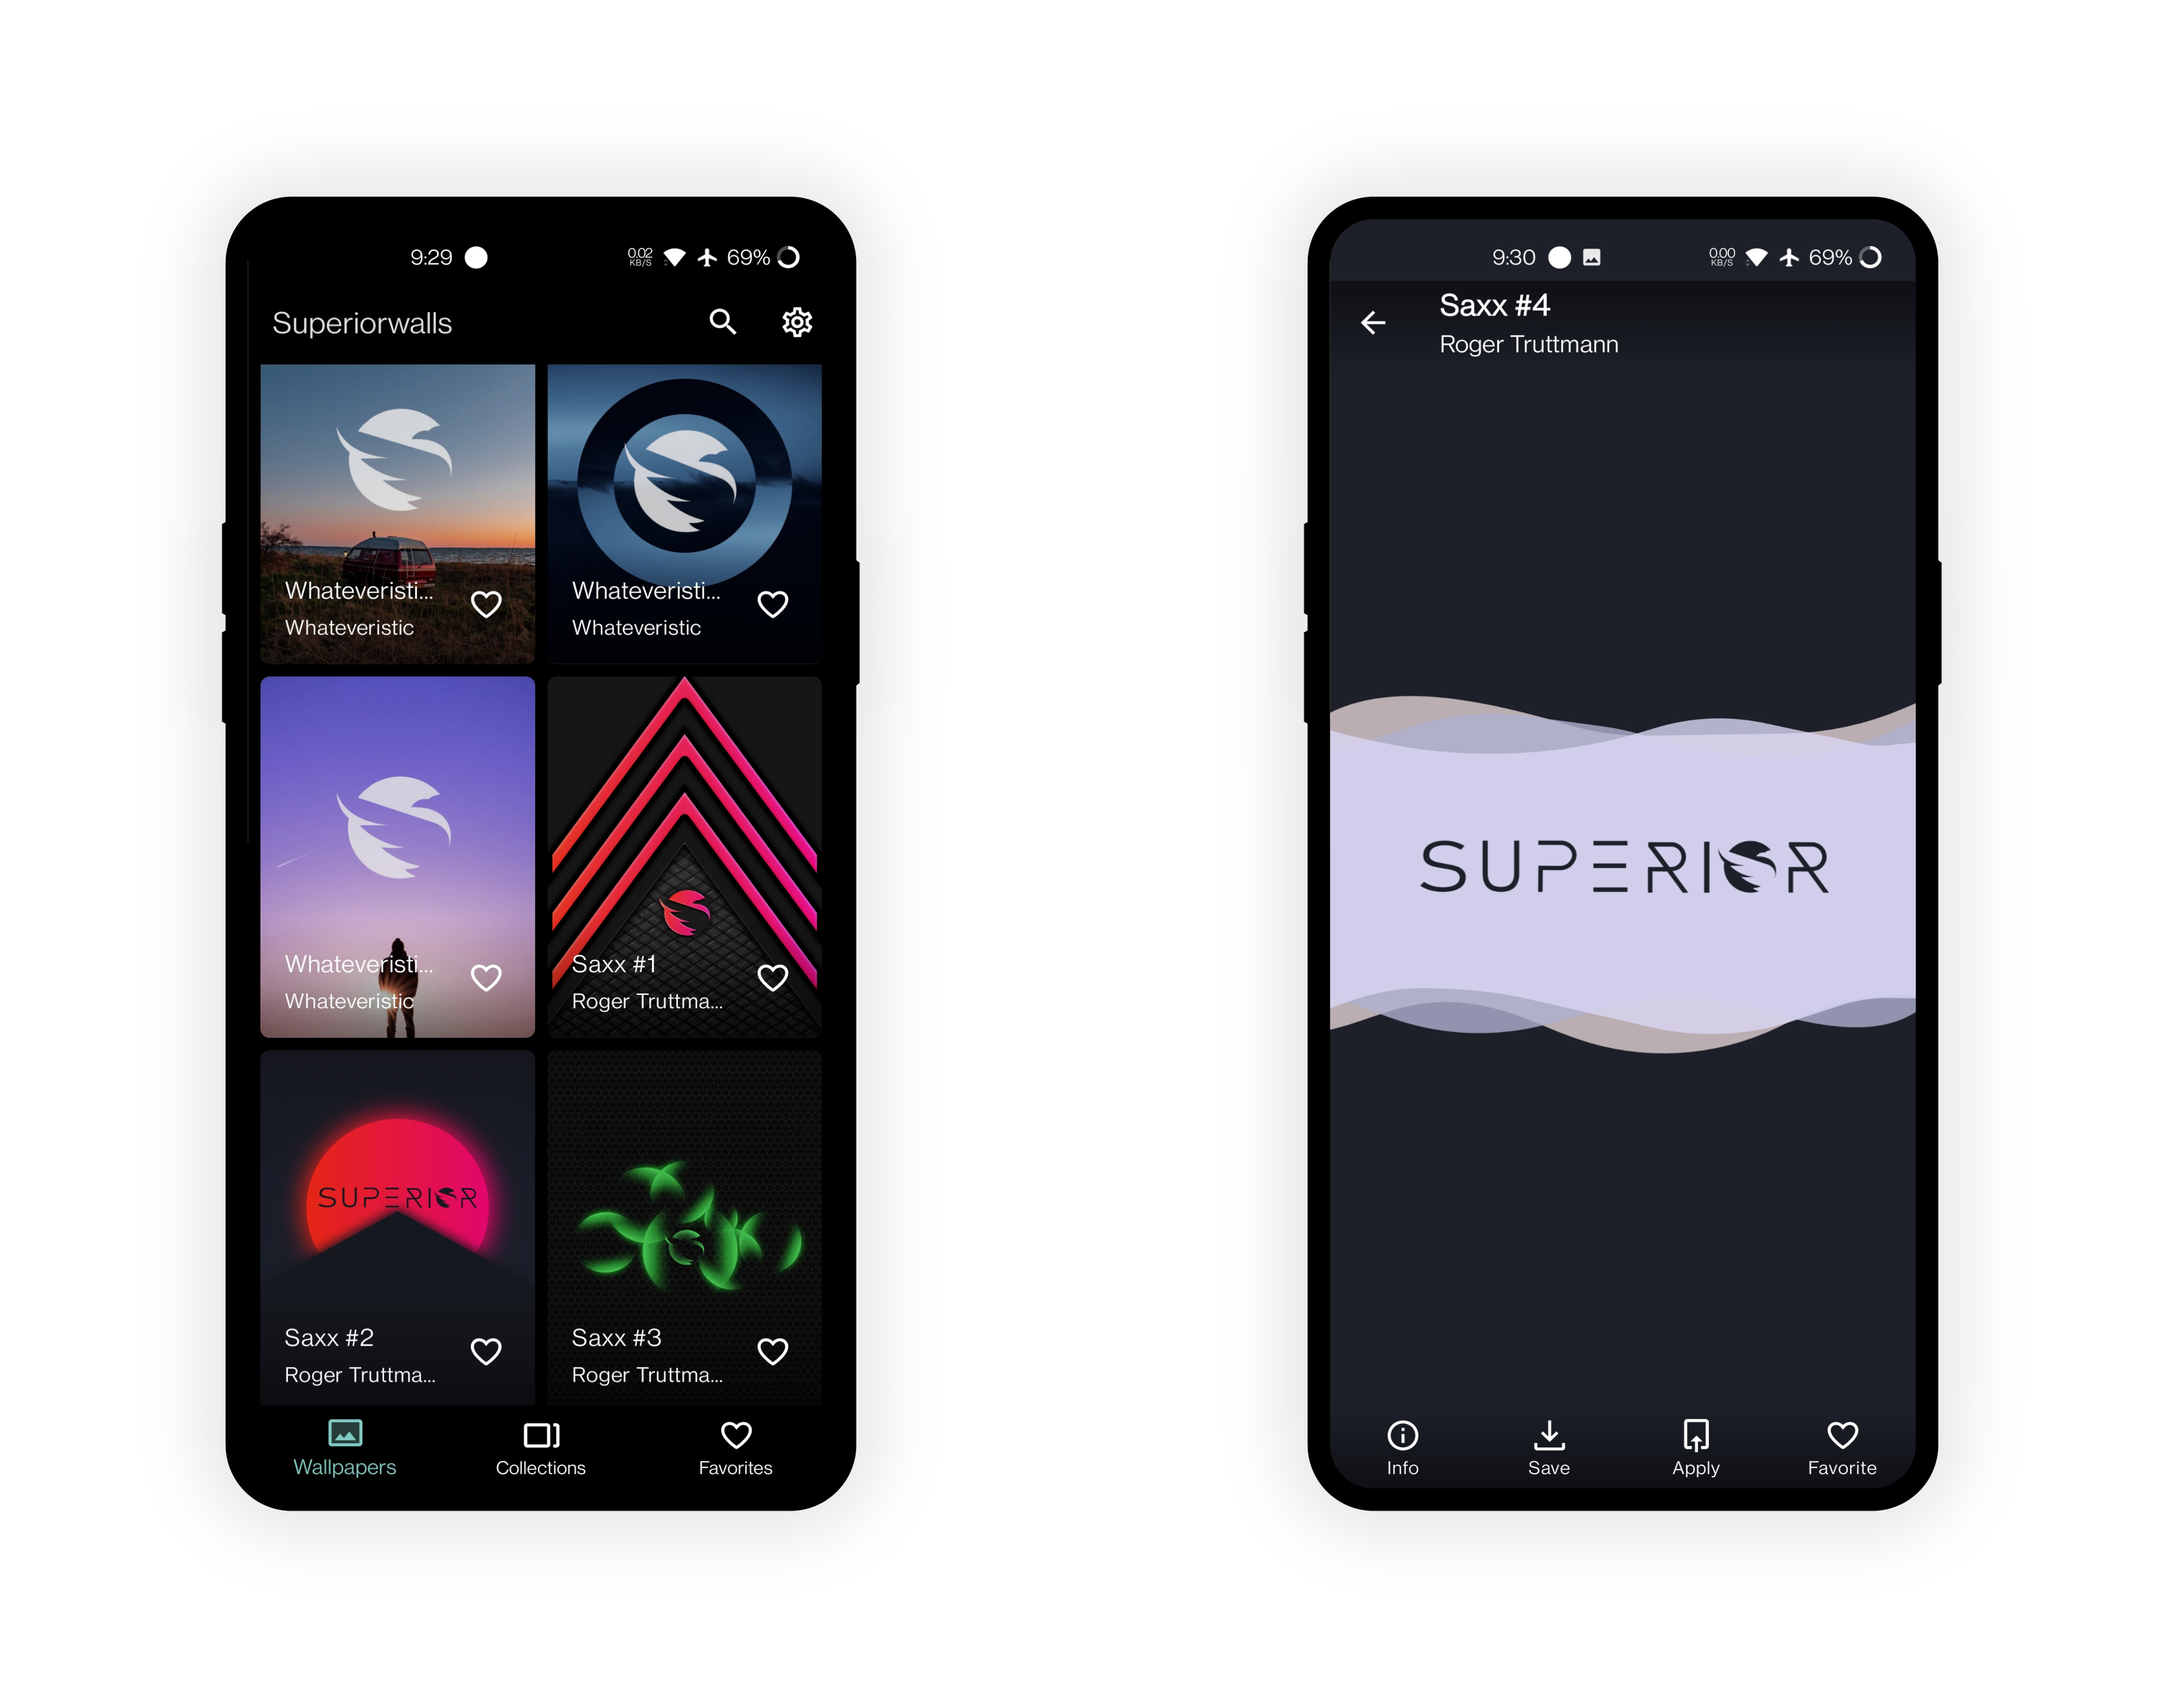 9:29
0.02
KB/S
69%
Superiorwalls
Whateveristi...
Whateveristic
Whateveristi...
Whateveristic
Whateveristi...
Whateveristic
Saxx #1
Roger Truttma...
SUPERIOR
Saxx #2
Roger Truttma...
Saxx #3
Roger Truttma...
Wallpapers
Collections
Favorites
9:30
0.00
KB/S
69%
Saxx #4
Roger Truttmann
SUPERIOR
Info
Save
Apply
Favorite